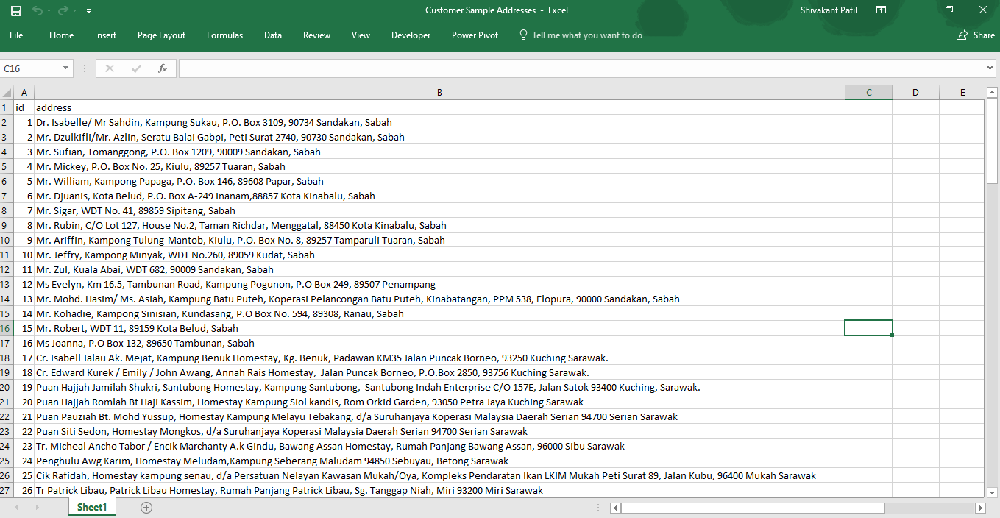 Customer Sample Addresses - Excel
Shivakant Patil
File Home Insert Page Layout Formulas Data Review View Developer Power Pivot Tell me what you want to do Share
C16 fx
A B C D E
1 id address
2 1 Dr. Isabelle/ Mr Sahdin, Kampung Sukau, P.O. Box 3109, 90734 Sandakan, Sabah
3 2 Mr. Dzulkifli/Mr. Azlin, Seratu Balai Gabpi, Peti Surat 2740, 90730 Sandakan, Sabah
4 3 Mr. Sufian, Tomanggong, P.O. Box 1209, 90009 Sandakan, Sabah
5 4 Mr. Mickey, P.O. Box No. 25, Kiulu, 89257 Tuaran, Sabah
6 5 Mr. William, Kampong Papaga, P.O. Box 146, 89608 Papar, Sabah
7 6 Mr. Djuanis, Kota Belud, P.O. Box A-249 Inanam,88857 Kota Kinabalu, Sabah
8 7 Mr. Sigar, WDT No. 41, 89859 Sipitang, Sabah
9 8 Mr. Rubin, C/O Lot 127, House No.2, Taman Richdar, Menggatal, 88450 Kota Kinabalu, Sabah
10 9 Mr. Ariffin, Kampong Tulung-Mantob, Kiulu, P.O. Box No. 8, 89257 Tamparuli Tuaran, Sabah
11 10 Mr. Jeffry, Kampong Minyak, WDT No.260, 89059 Kudat, Sabah
12 11 Mr. Zul, Kuala Abai, WDT 682, 90009 Sandakan, Sabah
13 12 Ms Evelyn, Km 16.5, Tambunan Road, Kampung Pogunon, P.O Box 249, 89507 Penampang
14 13 Mr. Mohd. Hasim/ Ms. Asiah, Kampung Batu Puteh, Koperasi Pelancongan Batu Puteh, Kinabatangan, PPM 538, Elopura, 90000 Sandakan, Sabah
15 14 Mr. Kohadie, Kampong Sinisian, Kundasang, P.O Box No. 594, 89308, Ranau, Sabah
16 15 Mr. Robert, WDT 11, 89159 Kota Belud, Sabah
17 16 Ms Joanna, P.O Box 132, 89650 Tambunan, Sabah
18 17 Cr. Isabell Jalau Ak. Mejat, Kampung Benuk Homestay, Kg. Benuk, Padawan KM35 Jalan Puncak Borneo, 93250 Kuching Sarawak.
19 18 Cr. Edward Kurek / Emily / John Awang, Annah Rais Homestay, Jalan Puncak Borneo, P.O.Box 2850, 93756 Kuching Sarawak.
20 19 Puan Hajjah Jamilah Shukri, Santubong Homestay, Kampung Santubong, Santubong Indah Enterprise C/O 157E, Jalan Satok 93400 Kuching, Sarawak.
21 20 Puan Hajjah Romlah Bt Haji Kassim, Homestay Kampung Siol kandis, Rom Orkid Garden, 93050 Petra Jaya Kuching Sarawak
22 21 Puan Pauziah Bt. Mohd Yussup, Homestay Kampung Melayu Tebakang, d/a Suruhanjaya Koperasi Malaysia Daerah Serian 94700 Serian Sarawak
23 22 Puan Siti Sedon, Homestay Mongkos, d/a Suruhanjaya Koperasi Malaysia Daerah Serian 94700 Serian Sarawak
24 23 Tr. Micheal Ancho Tabor / Encik Marchanty A.k Gindu, Bawang Assan Homestay, Rumah Panjang Bawang Assan, 96000 Sibu Sarawak
25 24 Penghulu Awg Karim, Homestay Meludam,Kampung Seberang Maludam 94850 Sebuyau, Betong Sarawak
26 25 Cik Rafidah, Homestay kampung senau, d/a Persatuan Nelayan Kawasan Mukah/Oya, Kompleks Pendaratan Ikan LKIM Mukah Peti Surat 89, Jalan Kubu, 96400 Mukah Sarawak
27 26 Tr Patrick Libau, Patrick Libau Homestay, Rumah Panjang Patrick Libau, Sg. Tanggap Niah, Miri 93200 Miri Sarawak
Sheet1